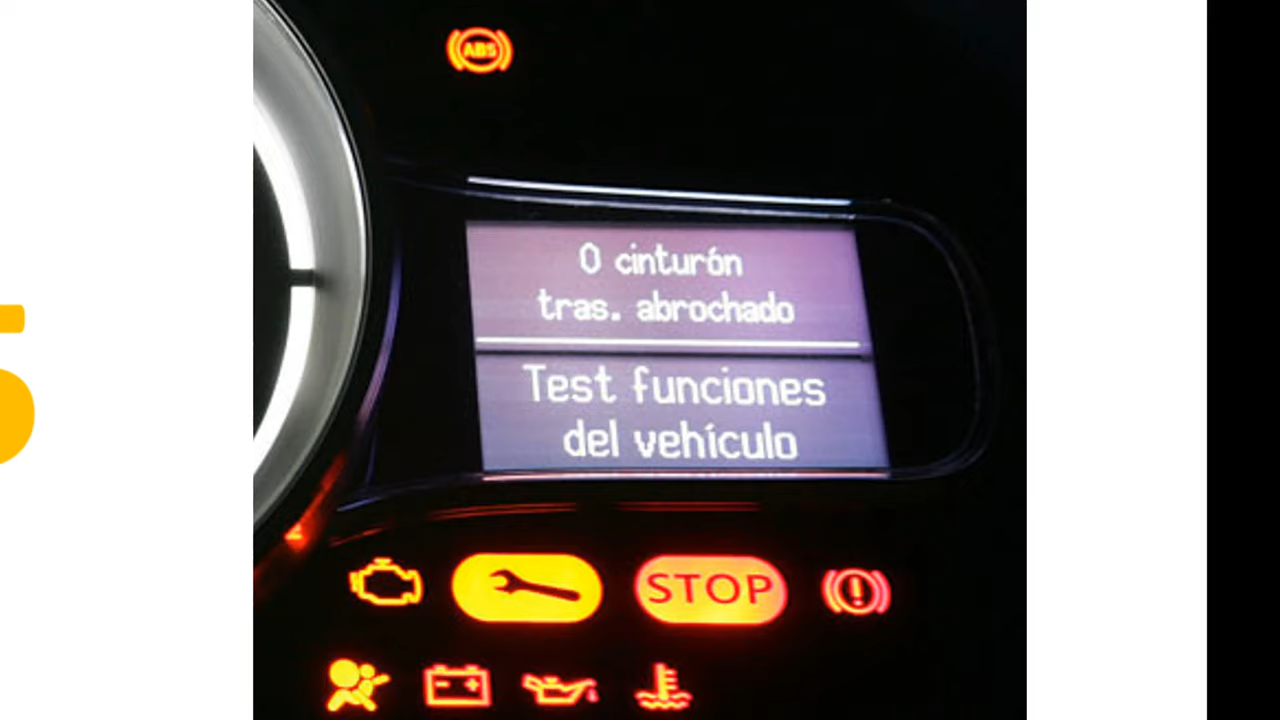 ABS
0 cinturón
tras. abrochado
Test funciones
del vehículo
STOP